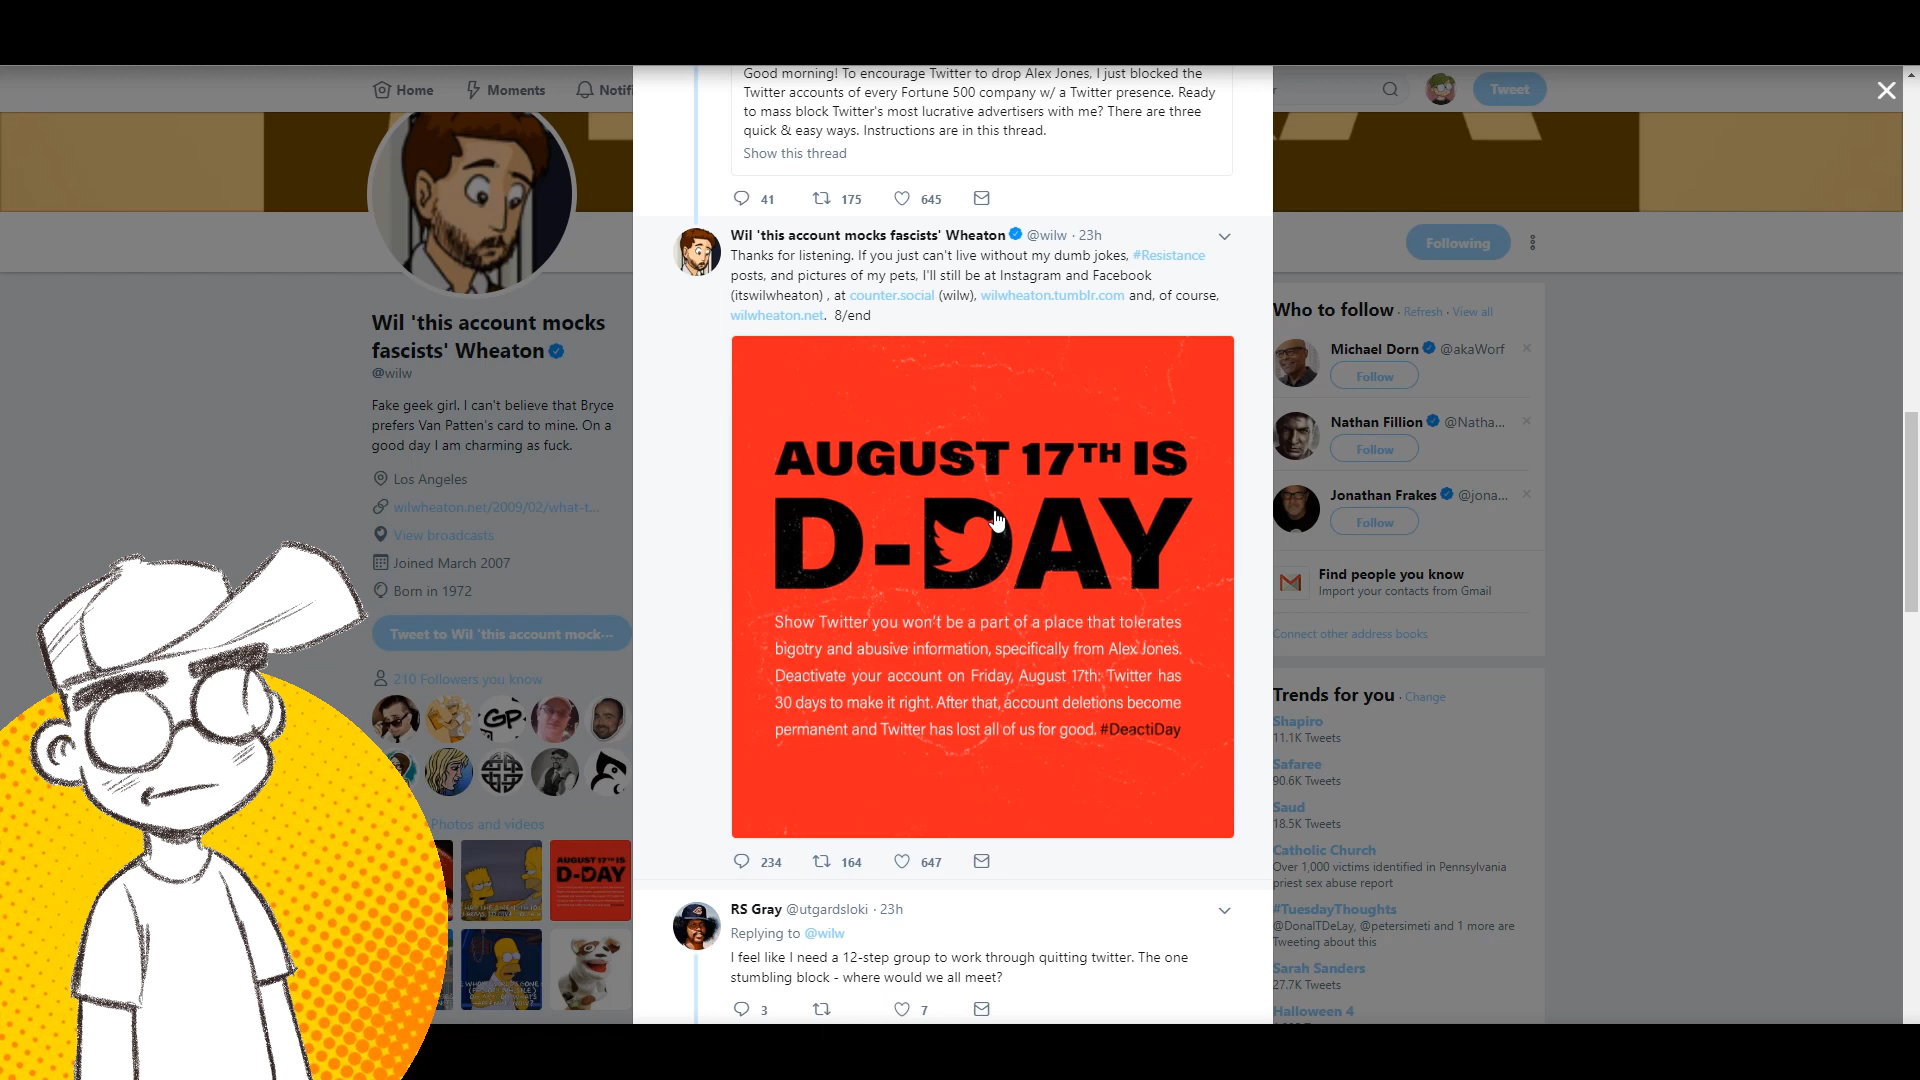 Home
Moments
Notifi
Tweet
Good morning! To encourage Twitter to drop Alex Jones, I just blocked the
Twitter accounts of every Fortune 500 company w/ a Twitter presence. Ready
to mass block Twitter's most lucrative advertisers with me? There are three
quick & easy ways. Instructions are in this thread.
Show this thread
41 175 645
Following
Wil 'this account mocks
fascists' Wheaton
@wilw
Fake geek girl. I can't believe that Bryce
prefers Van Patten's card to mine. On a
good day I am charming as fuck.
Los Angeles
wilwheaton.net/2009/02/what-t...
View broadcasts
Joined March 2007
Born in 1972
Tweet to Wil 'this account mock...
210 Followers you know
Photos and videos
AUGUST 17TH IS
D-DAY
Wil 'this account mocks fascists' Wheaton @wilw · 23h
Thanks for listening. If you just can't live without my dumb jokes, #Resistance
posts, and pictures of my pets, I'll still be at Instagram and Facebook
(itswilwheaton) , at counter.social (wilw), wilwheaton.tumblr.com and, of course,
wilwheaton.net. 8/end
AUGUST 17TH IS
D-DAY
Show Twitter you won't be a part of a place that tolerates
bigotry and abusive information, specifically from Alex Jones.
Deactivate your account on Friday, August 17th. Twitter has
30 days to make it right. After that, account deletions become
permanent and Twitter has lost all of us for good. #DeactiDay
234 164 647
RS Gray @utgardsloki · 23h
Replying to @wilw
I feel like I need a 12-step group to work through quitting twitter. The one
stumbling block - where would we all meet?
3 7
Who to follow · Refresh · View all
Michael Dorn @akaWorf
Follow
Nathan Fillion @Natha...
Follow
Jonathan Frakes @jona...
Follow
Find people you know
Import your contacts from Gmail
Connect other address books
Trends for you · Change
Shapiro
11.1K Tweets
Safaree
90.6K Tweets
Saud
18.5K Tweets
Catholic Church
Over 1,000 victims identified in Pennsylvania
priest sex abuse report
#TuesdayThoughts
@DonalTDeLay, @petersimeti and 1 more are
Tweeting about this
Sarah Sanders
27.7K Tweets
Halloween 4